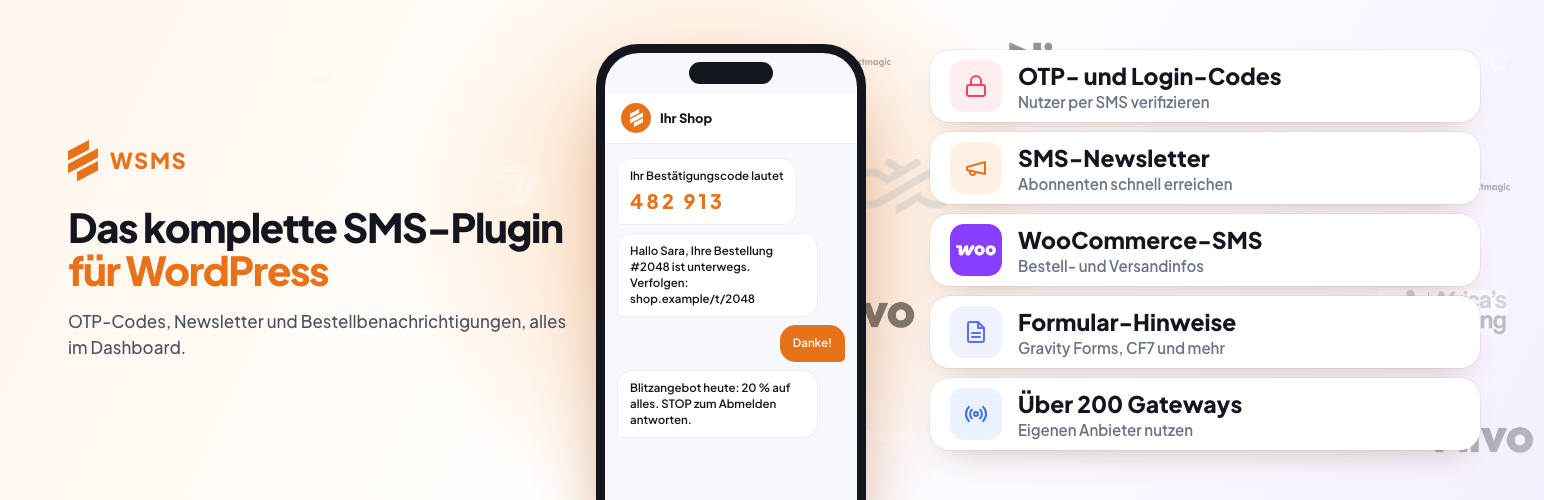 WSMS
Das komplette SMS-Plugin
für WordPress
OTP-Codes, Newsletter und Bestellbenachrichtigungen, alles
im Dashboard.
Ihr Shop
Ihr Bestätigungscode lautet
482 913
Hallo Sara, Ihre Bestellung
#2048 ist unterwegs.
Verfolgen:
shop.example/t/2048
Danke!
Blitzangebot heute: 20 % auf
alles. STOP zum Abmelden
antworten.
OTP- und Login-Codes
Nutzer per SMS verifizieren
SMS-Newsletter
Abonnenten schnell erreichen
WooCommerce-SMS
Woo
Bestell- und Versandinfos
Formular-Hinweise
Gravity Forms, CF7 und mehr
Über 200 Gateways
Eigenen Anbieter nutzen